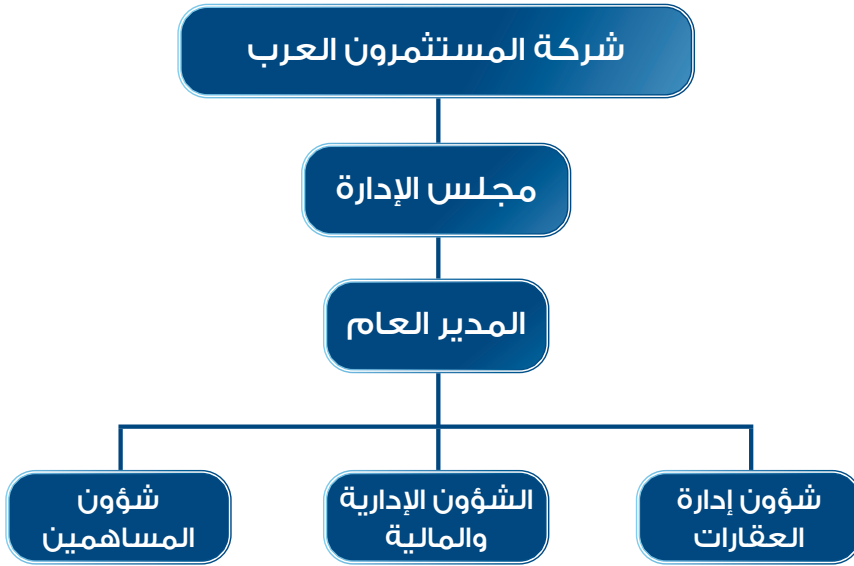 شركة المستثمرون العرب
مجلس الإدارة
المدير العام
شؤون إدارة
العقارات
الشؤون الإدارية
والمالية
شؤون
المساهمين